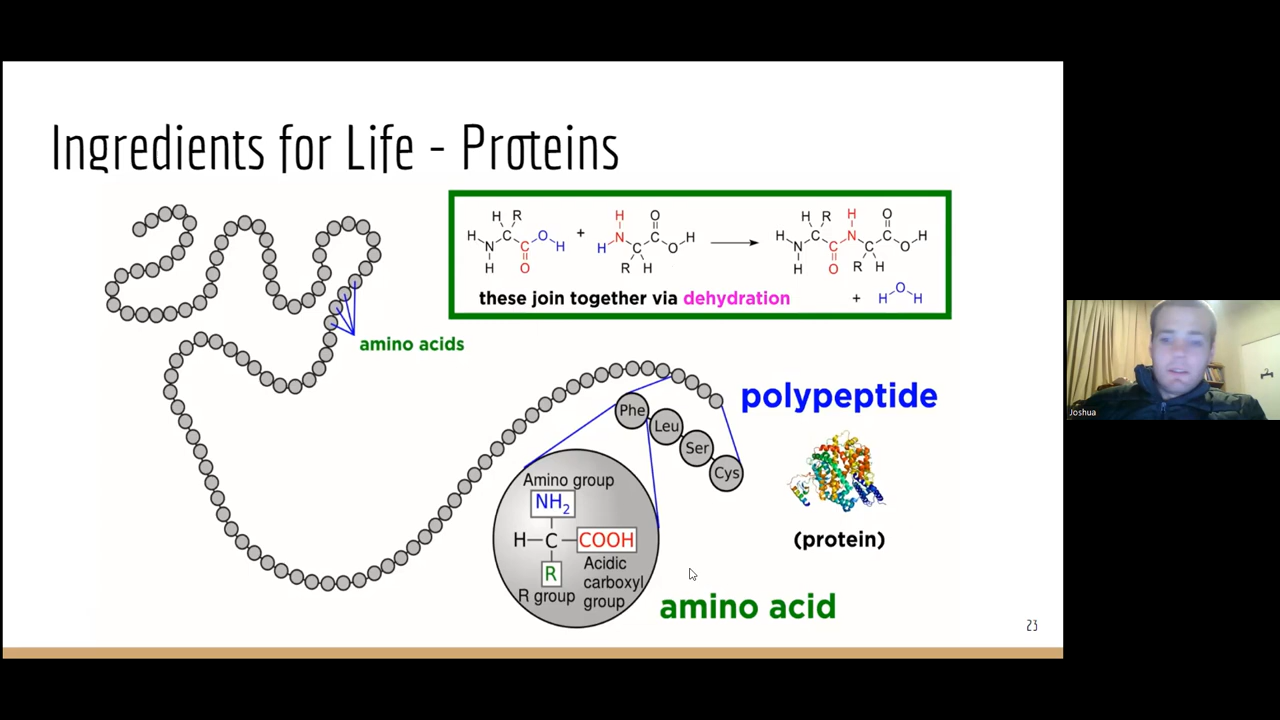 Ingredients for Life - Proteins
H R
H N C C O H
O
H
+
H O
H N C C O H
R H
H R H O
H N C C N C C O H
H O R H
these join together via dehydration
+ H O H
amino acids
polypeptide
Phe
Leu
Ser
Cys
Amino group
NH2
H C COOH
R
Acidic
carboxyl
group
R group
(protein)
amino acid
23
Joshua